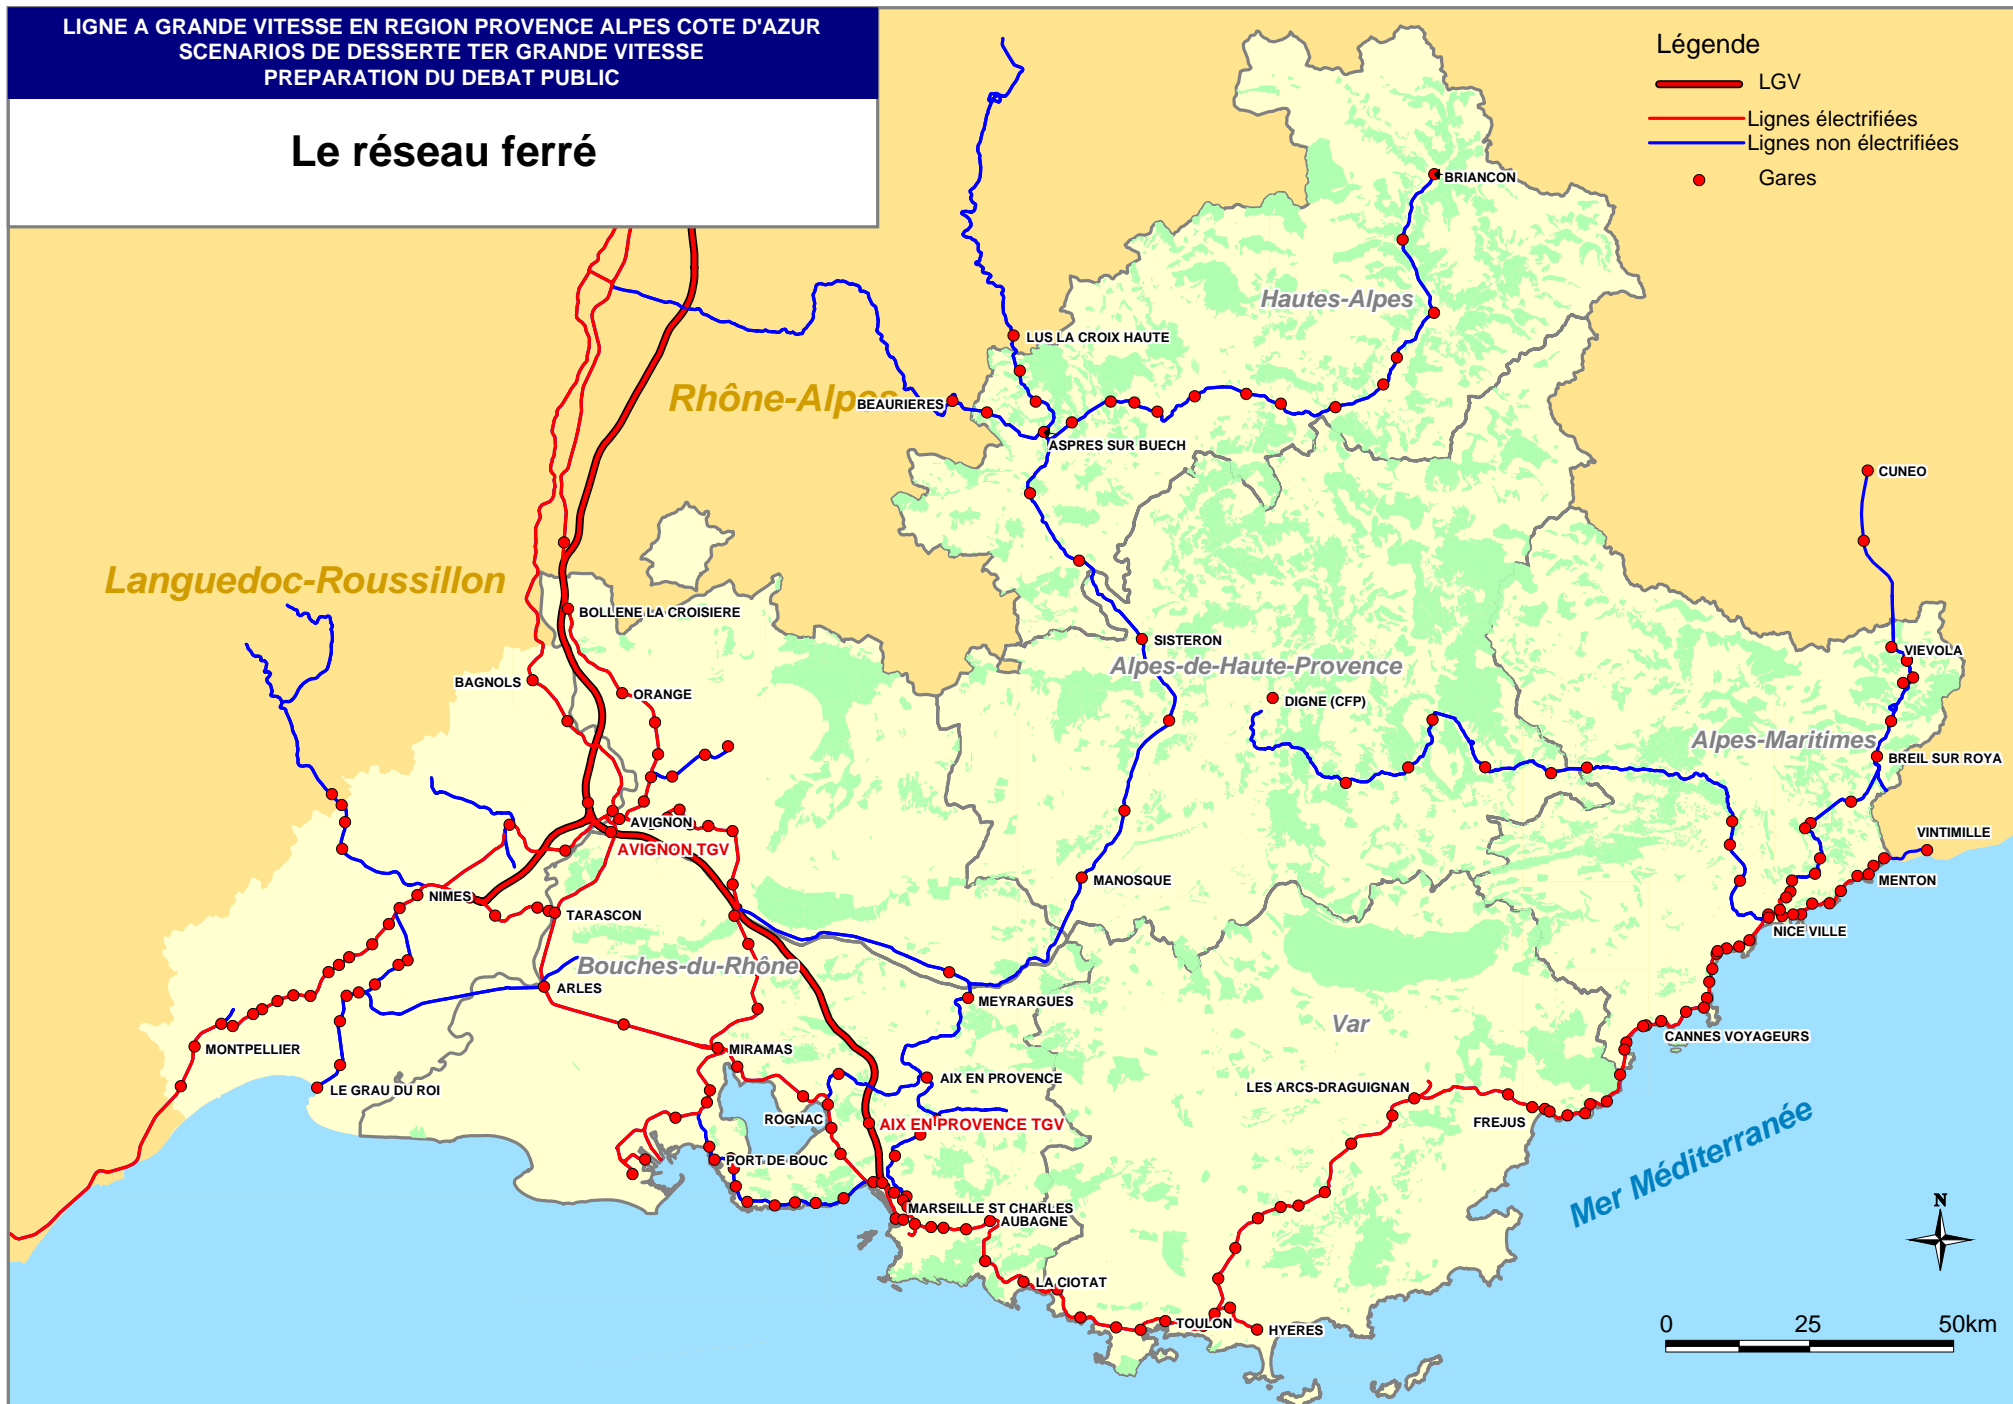 LIGNE A GRANDE VITESSE EN REGION PROVENCE ALPES COTE D'AZUR
SCENARIOS DE DESSERTE TER GRANDE VITESSE
PREPARATION DU DEBAT PUBLIC
Le réseau ferré
Légende
LGV
Lignes électrifiées
Lignes non électrifiées
Gares
BRIANCON
Hautes-Alpes
LUS LA CROIX HAUTE
Rhône-Alpes
BEAURIERES
ASPRES SUR BUECH
CUNEO
Languedoc-Roussillon
BOLLENE LA CROISIERE
SISTERON
VIEVOLA
Alpes-de-Haute-Provence
BAGNOLS
ORANGE
DIGNE (CFP)
Alpes-Maritimes
BREIL SUR ROYA
AVIGNON
VINTIMILLE
AVIGNON TGV
MANOSQUE
MENTON
NIMES
TARASCON
NICE VILLE
Bouches-du-Rhône
ARLES
MEYRARGUES
Var
CANNES VOYAGEURS
MONTPELLIER
MIRAMAS
AIX EN PROVENCE
LE GRAU DU ROI
LES ARCS-DRAGUIGNAN
ROGNAC
AIX EN PROVENCE TGV
FREJUS
PORT DE BOUC
Mer Méditerranée
MARSEILLE ST CHARLES
AUBAGNE
N
LA CIOTAT
TOULON
HYERES
0 25 50km